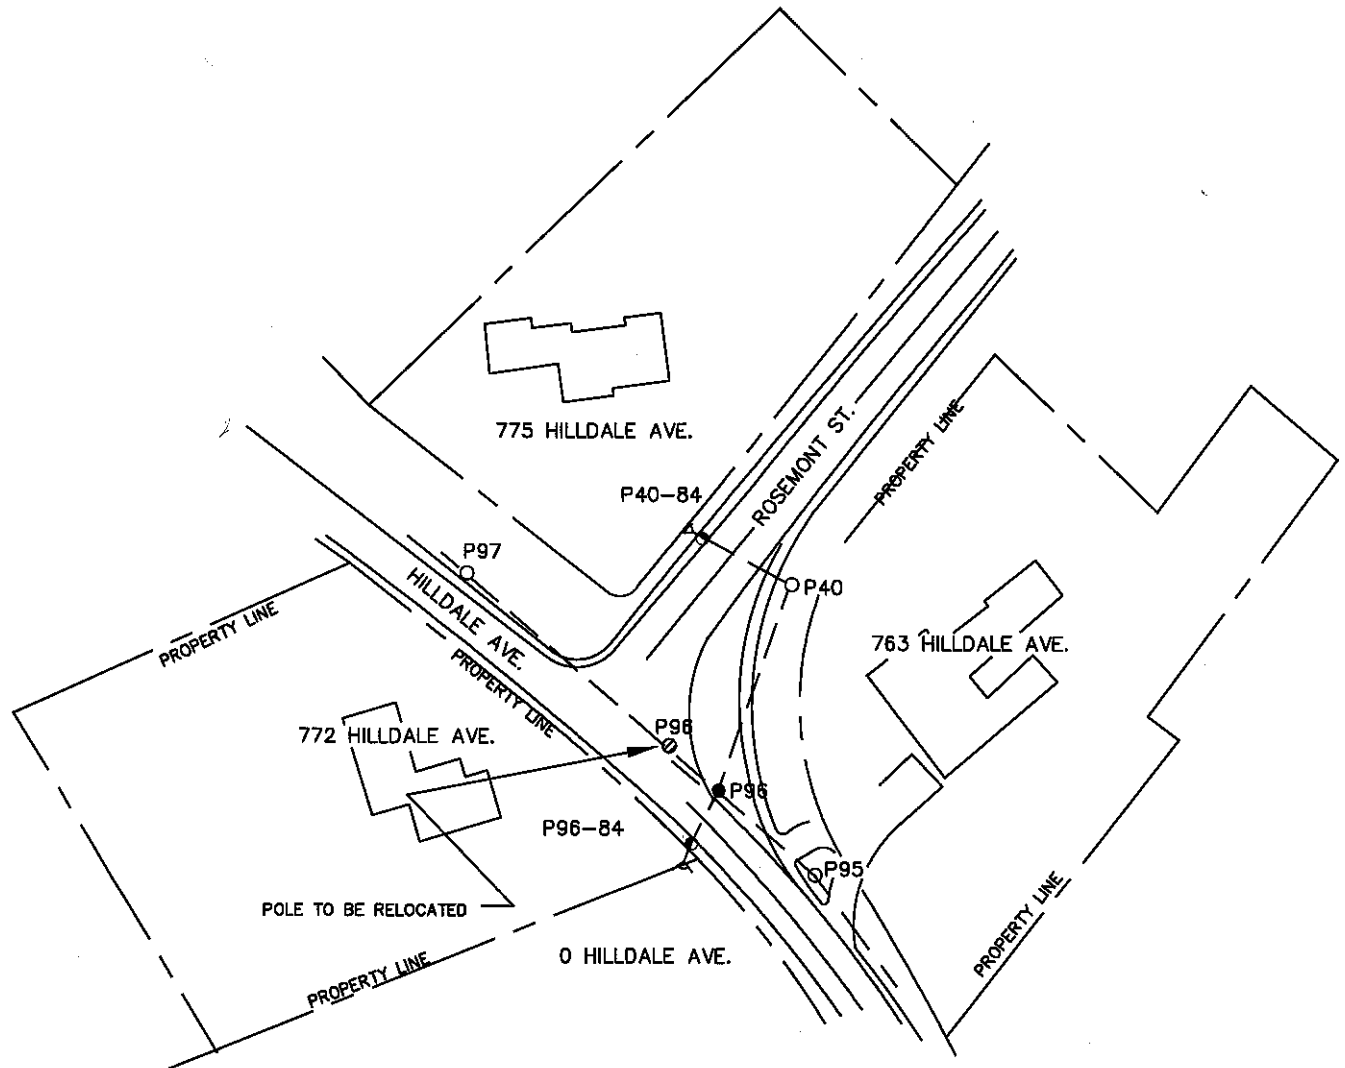 775 HILLDALE AVE.
P40-84
ROSEMONT ST.
PROPERTY LINE
P97
HILLDALE AVE.
P40
PROPERTY LINE
763 HILLDALE AVE.
PROPERTY LINE
772 HILLDALE AVE.
P96
P96
P96-84
P95
POLE TO BE RELOCATED
PROPERTY LINE
0 HILLDALE AVE.
PROPERTY LINE